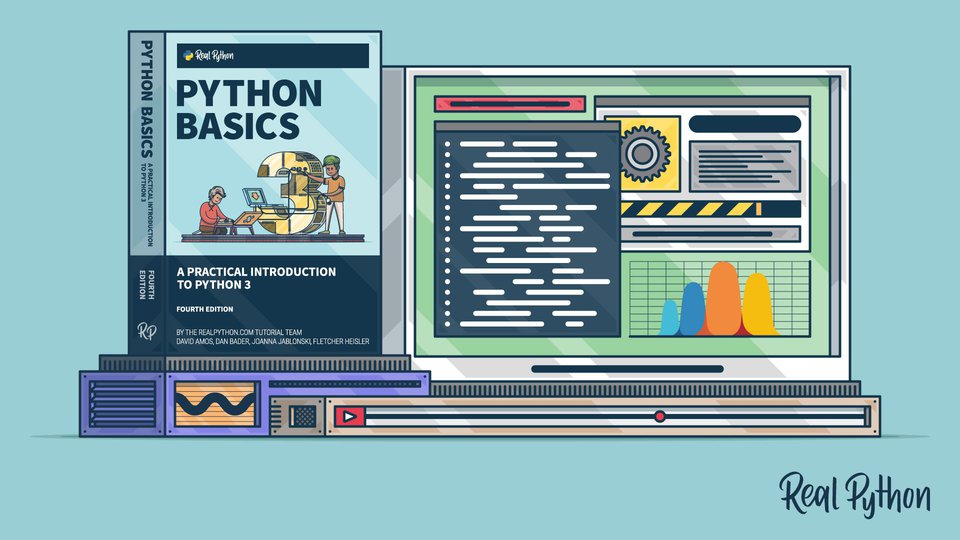 PYTHON BASICS
A PRACTICAL INTRODUCTION
TO PYTHON 3
FOURTH
EDITION
RP
Real Python
PYTHON
BASICS
3
A PRACTICAL INTRODUCTION
TO PYTHON 3
FOURTH EDITION
BY THE REALPYTHON.COM TUTORIAL TEAM
DAVID AMOS, DAN BADER, JOANNA JABLONSKI, FLETCHER HEISLER
Real Python